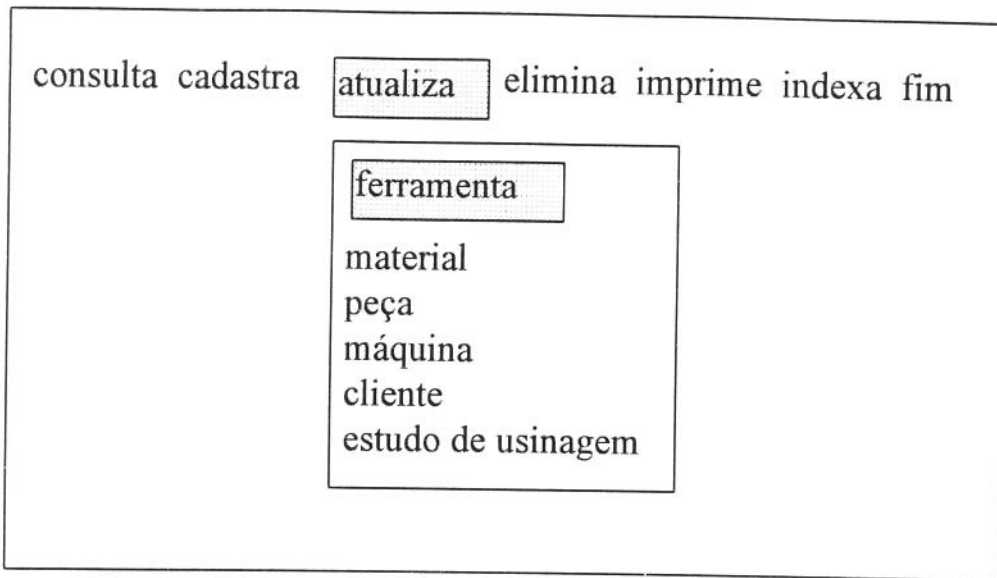 consulta cadastra atualiza elimina imprime indexa fim
ferramenta
material
peça
máquina
cliente
estudo de usinagem